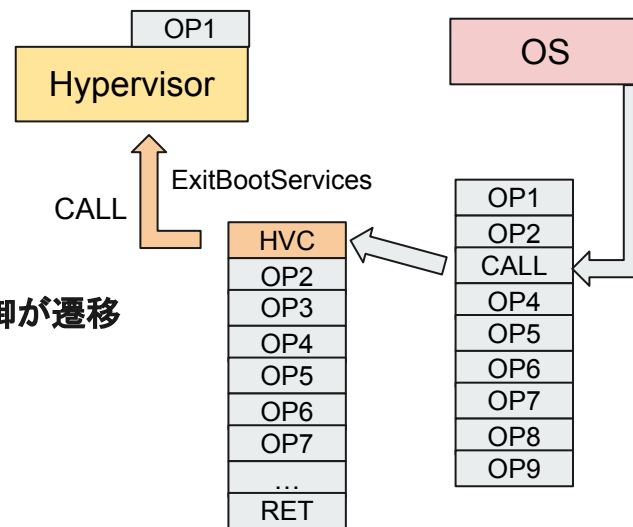 OP1
Hypervisor
OS
ExitBootServices
CALL
HVC
OP2
OP3
OP4
OP5
OP6
OP7
…
RET
OP1
OP2
CALL
OP4
OP5
OP6
OP7
OP8
OP9
御が遷移